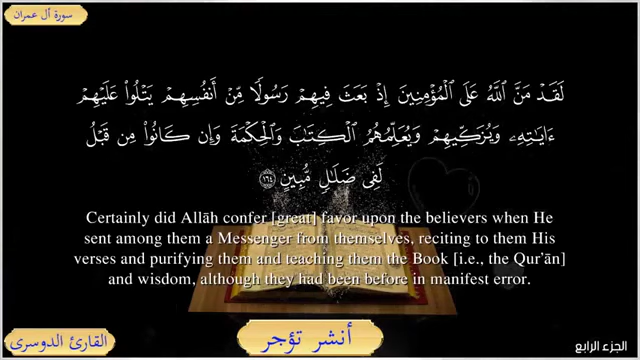 سورة آل عمران
لَقَدۡ مَنَّ ٱللَّهُ عَلَى ٱلۡمُؤۡمِنِينَ إِذۡ بَعَثَ فِيهِمۡ رَسُولٗا مِّنۡ أَنفُسِهِمۡ يَتۡلُواْ عَلَيۡهِمۡ
ءَايَٰتِهِۦ وَيُزَكِّيهِمۡ وَيُعَلِّمُهُمُ ٱلۡكِتَٰبَ وَٱلۡحِكۡمَةَ وَإِن كَانُواْ مِن قَبۡلُ
لَفِي ضَلَٰلٖ مُّبِينٍ ١٦٤
Certainly did Allāh confer [great] favor upon the believers when He
sent among them a Messenger from themselves, reciting to them His
verses and purifying them and teaching them the Book [i.e., the Qur’ān]
and wisdom, although they had been before in manifest error.
القارئ الدوسرى
أنشر تؤجر
الجزء الرابع